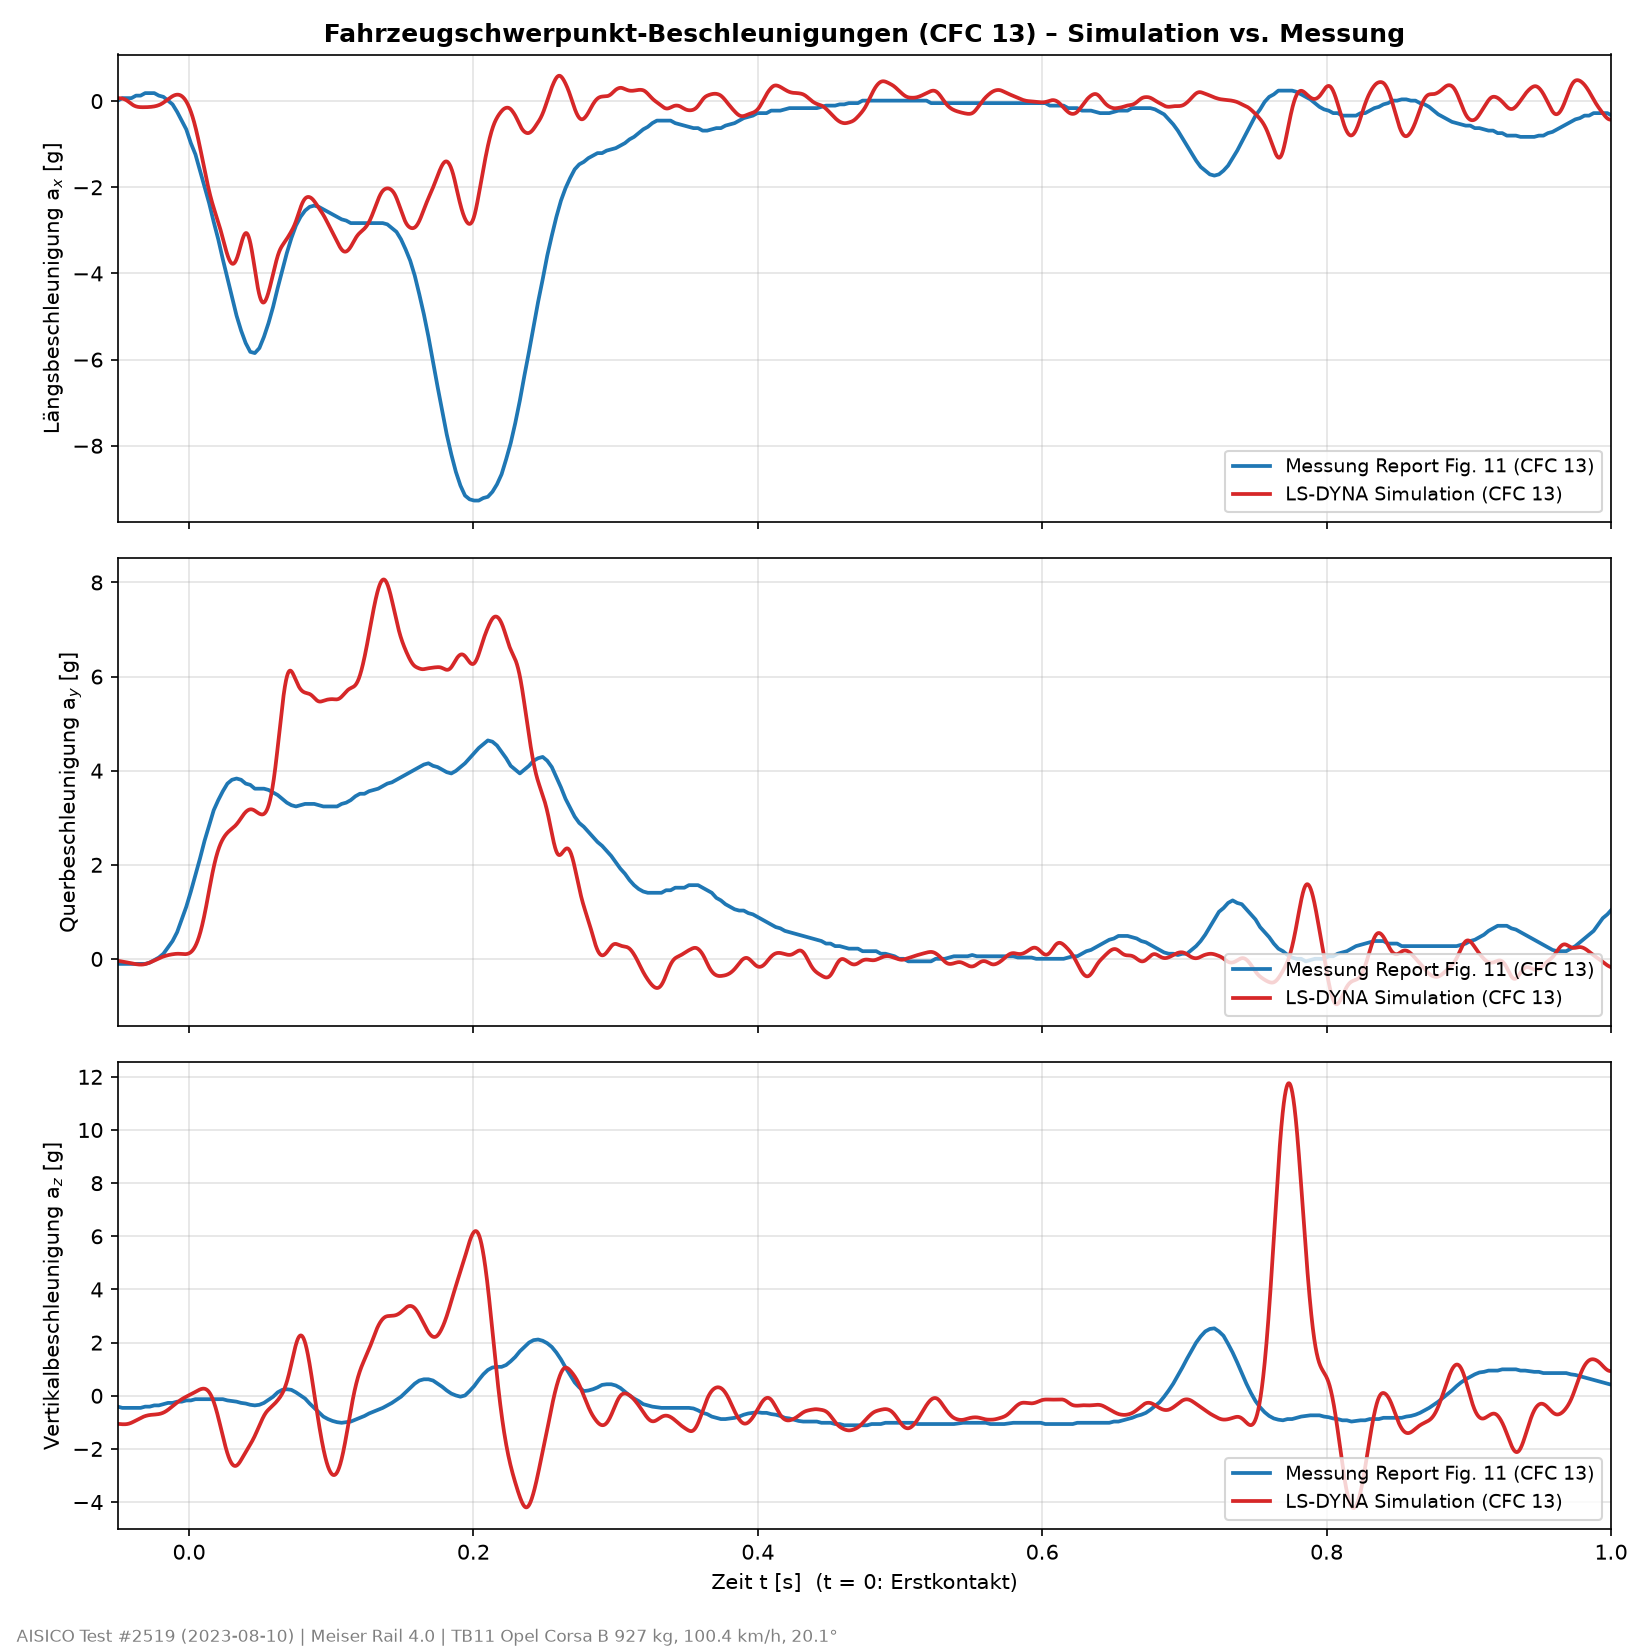 Fahrzeugschwerpunkt-Beschleunigungen (CFC 13) – Simulation vs. Messung
Längsbeschleunigung aₓ [g]
0
−2
−4
−6
−8
Messung Report Fig. 11 (CFC 13)
LS-DYNA Simulation (CFC 13)
Querbeschleunigung a_y [g]
8
6
4
2
0
Messung Report Fig. 11 (CFC 13)
LS-DYNA Simulation (CFC 13)
Vertikalbeschleunigung a_z [g]
12
10
8
6
4
2
0
−2
−4
Messung Report Fig. 11 (CFC 13)
LS-DYNA Simulation (CFC 13)
0.0 0.2 0.4 0.6 0.8 1.0
Zeit t [s] (t = 0: Erstkontakt)
AISICO Test #2519 (2023-08-10) | Meiser Rail 4.0 | TB11 Opel Corsa B 927 kg, 100.4 km/h, 20.1°